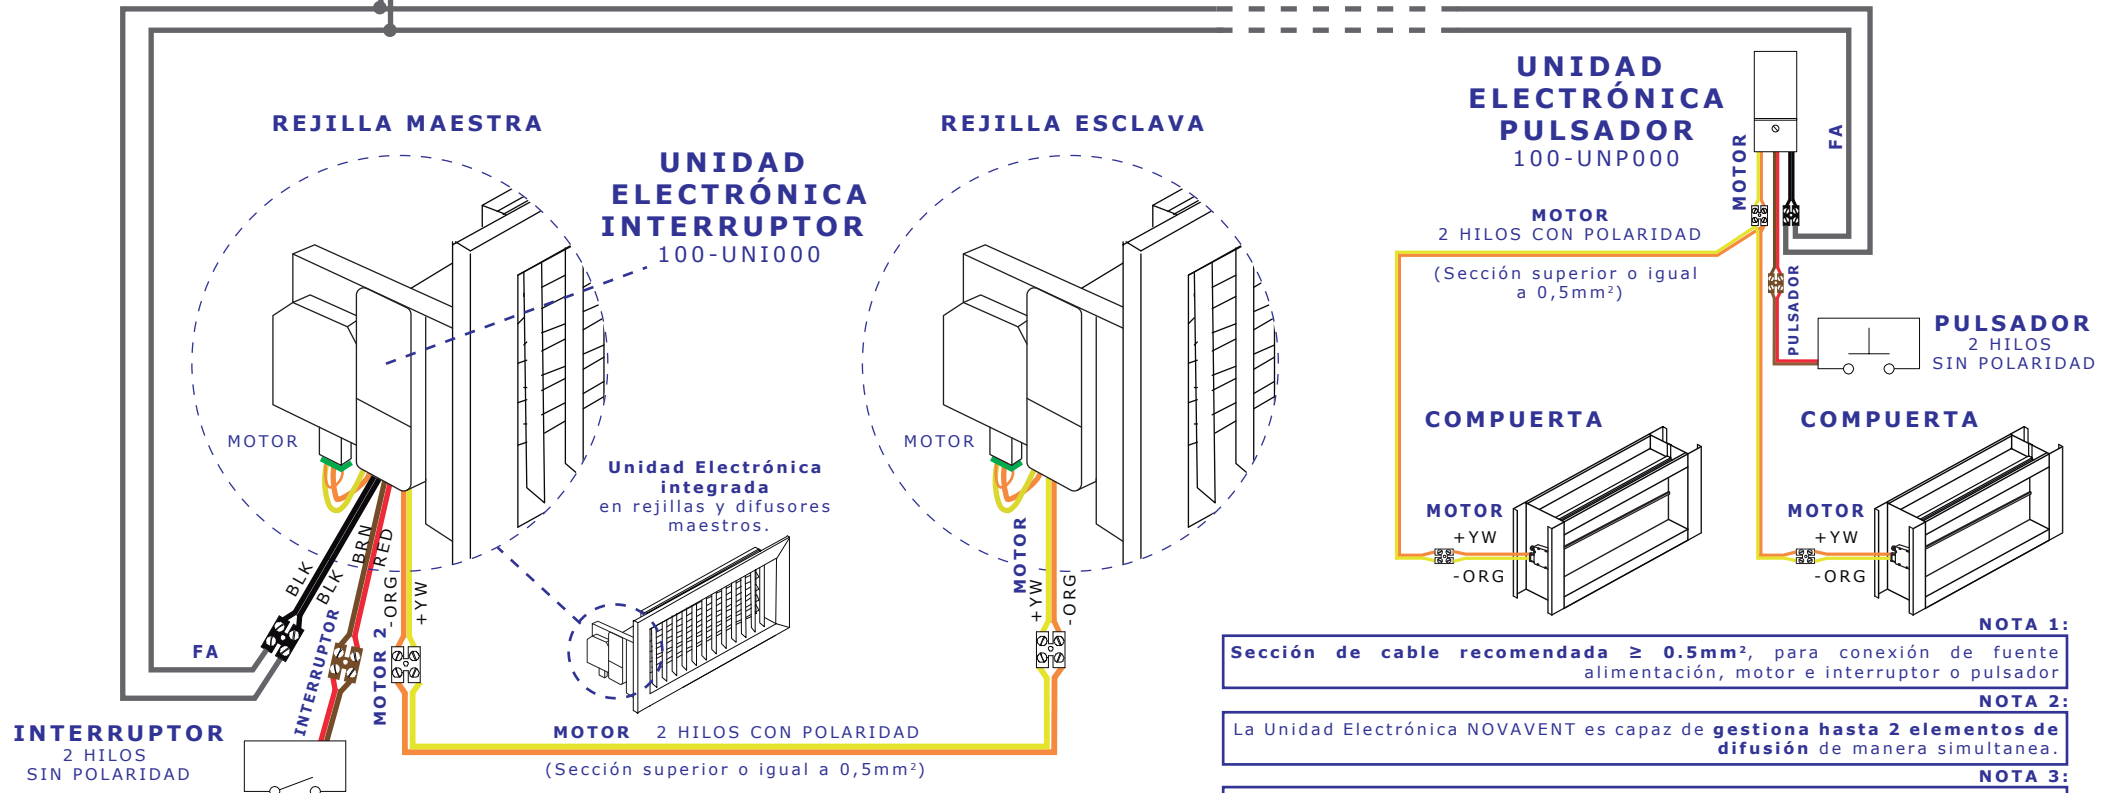 REJILLA MAESTRA
UNIDAD
ELECTRÓNICA
INTERRUPTOR
100-UNI000
REJILLA ESCLAVA
UNIDAD
ELECTRÓNICA
PULSADOR
100-UNP000
MOTOR
FA
MOTOR
2 HILOS CON POLARIDAD
(Sección superior o igual
a 0,5mm²)
PULSADOR
PULSADOR
2 HILOS
SIN POLARIDAD
MOTOR
MOTOR
Unidad Electrónica
integrada
en rejillas y difusores
maestros.
COMPUERTA
COMPUERTA
MOTOR
+YW
-ORG
MOTOR
+YW
-ORG
BLK
BLK
BRN
RED
-ORG
+YW
MOTOR
+YW
-ORG
FA
INTERRUPTOR
MOTOR 2
INTERRUPTOR
2 HILOS
SIN POLARIDAD
MOTOR 2 HILOS CON POLARIDAD
(Sección superior o igual a 0,5mm²)
NOTA 1:
Sección de cable recomendada ≥ 0.5mm², para conexión de fuente
alimentación, motor e interruptor o pulsador
NOTA 2:
La Unidad Electrónica NOVAVENT es capaz de gestiona hasta 2 elementos de
difusión de manera simultanea.
NOTA 3: